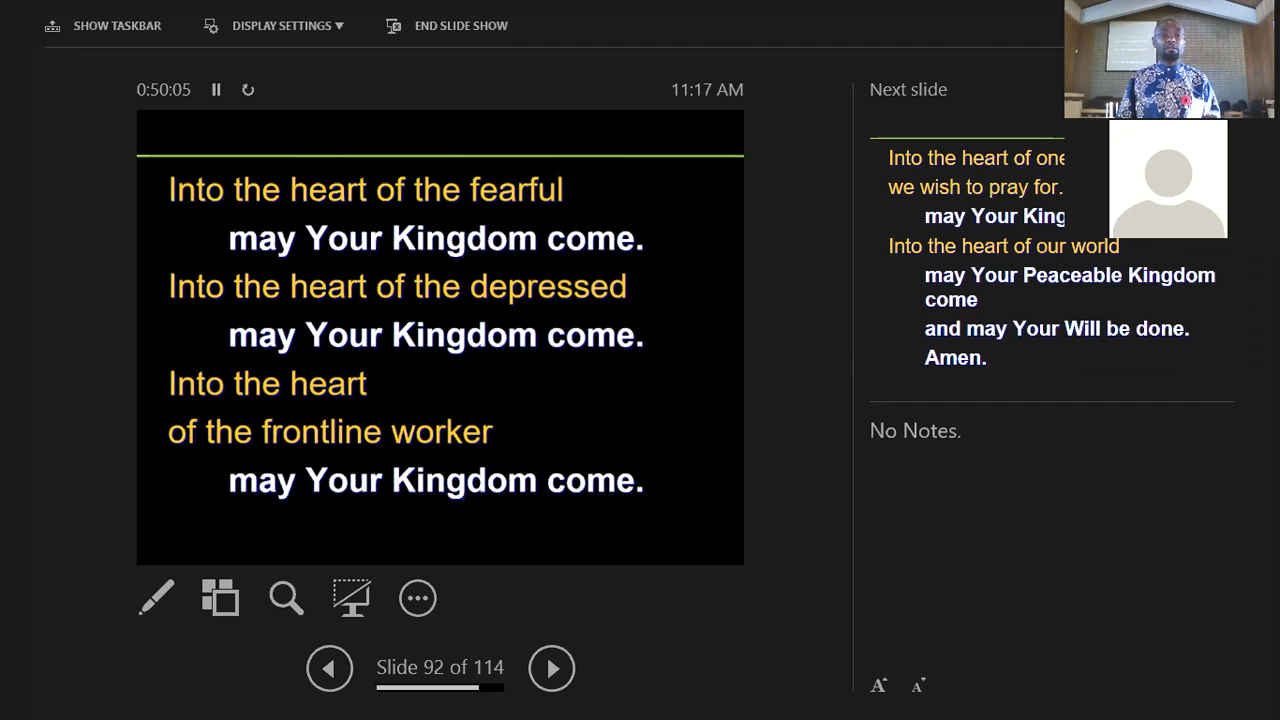 SHOW TASKBAR
DISPLAY SETTINGS
END SLIDE SHOW
0:50:05
11:17 AM
Into the heart of the fearful
may Your Kingdom come.
Into the heart of the depressed
may Your Kingdom come.
Into the heart
of the frontline worker
may Your Kingdom come.
Slide 92 of 114
Next slide
Into the heart of one
we wish to pray for.
may Your King
Into the heart of our world
may Your Peaceable Kingdom
come
and may Your Will be done.
Amen.
No Notes.
A A